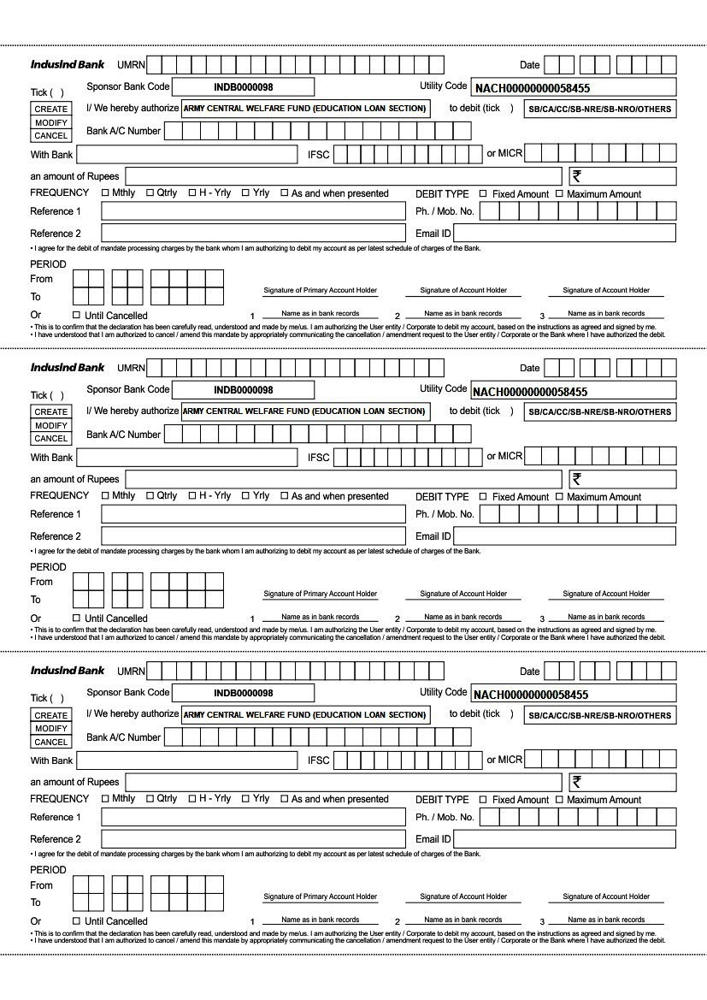 IndusInd Bank UMRN Date
Tick ( ) Sponsor Bank Code INDB0000098 Utility Code NACH00000000058455
CREATE I/ We hereby authorize ARMY CENTRAL WELFARE FUND (EDUCATION LOAN SECTION) to debit (tick ) SB/CA/CC/SB-NRE/SB-NRO/OTHERS
MODIFY
CANCEL Bank A/C Number
With Bank IFSC or MICR
an amount of Rupees ₹
FREQUENCY ☐ Mthly ☐ Qtrly ☐ H - Yrly ☐ Yrly ☐ As and when presented DEBIT TYPE ☐ Fixed Amount ☐ Maximum Amount
Reference 1 Ph. / Mob. No.
Reference 2 Email ID
• I agree for the debit of mandate processing charges by the bank whom I am authorizing to debit my account as per latest schedule of charges of the Bank.
PERIOD
From
To Signature of Primary Account Holder Signature of Account Holder Signature of Account Holder
Or ☐ Until Cancelled 1 Name as in bank records 2 Name as in bank records 3 Name as in bank records
• This is to confirm that the declaration has been carefully read, understood and made by me/us. I am authorizing the User entity / Corporate to debit my account, based on the instructions as agreed and signed by me.
• I have understood that I am authorized to cancel / amend this mandate by appropriately communicating the cancellation / amendment request to the User entity / Corporate or the Bank where I have authorized the debit.
IndusInd Bank UMRN Date
Tick ( ) Sponsor Bank Code INDB0000098 Utility Code NACH00000000058455
CREATE I/ We hereby authorize ARMY CENTRAL WELFARE FUND (EDUCATION LOAN SECTION) to debit (tick ) SB/CA/CC/SB-NRE/SB-NRO/OTHERS
MODIFY
CANCEL Bank A/C Number
With Bank IFSC or MICR
an amount of Rupees ₹
FREQUENCY ☐ Mthly ☐ Qtrly ☐ H - Yrly ☐ Yrly ☐ As and when presented DEBIT TYPE ☐ Fixed Amount ☐ Maximum Amount
Reference 1 Ph. / Mob. No.
Reference 2 Email ID
• I agree for the debit of mandate processing charges by the bank whom I am authorizing to debit my account as per latest schedule of charges of the Bank.
PERIOD
From
To Signature of Primary Account Holder Signature of Account Holder Signature of Account Holder
Or ☐ Until Cancelled 1 Name as in bank records 2 Name as in bank records 3 Name as in bank records
• This is to confirm that the declaration has been carefully read, understood and made by me/us. I am authorizing the User entity / Corporate to debit my account, based on the instructions as agreed and signed by me.
• I have understood that I am authorized to cancel / amend this mandate by appropriately communicating the cancellation / amendment request to the User entity / Corporate or the Bank where I have authorized the debit.
IndusInd Bank UMRN Date
Tick ( ) Sponsor Bank Code INDB0000098 Utility Code NACH00000000058455
CREATE I/ We hereby authorize ARMY CENTRAL WELFARE FUND (EDUCATION LOAN SECTION) to debit (tick ) SB/CA/CC/SB-NRE/SB-NRO/OTHERS
MODIFY
CANCEL Bank A/C Number
With Bank IFSC or MICR
an amount of Rupees ₹
FREQUENCY ☐ Mthly ☐ Qtrly ☐ H - Yrly ☐ Yrly ☐ As and when presented DEBIT TYPE ☐ Fixed Amount ☐ Maximum Amount
Reference 1 Ph. / Mob. No.
Reference 2 Email ID
• I agree for the debit of mandate processing charges by the bank whom I am authorizing to debit my account as per latest schedule of charges of the Bank.
PERIOD
From
To Signature of Primary Account Holder Signature of Account Holder Signature of Account Holder
Or ☐ Until Cancelled 1 Name as in bank records 2 Name as in bank records 3 Name as in bank records
• This is to confirm that the declaration has been carefully read, understood and made by me/us. I am authorizing the User entity / Corporate to debit my account, based on the instructions as agreed and signed by me.
• I have understood that I am authorized to cancel / amend this mandate by appropriately communicating the cancellation / amendment request to the User entity / Corporate or the Bank where I have authorized the debit.